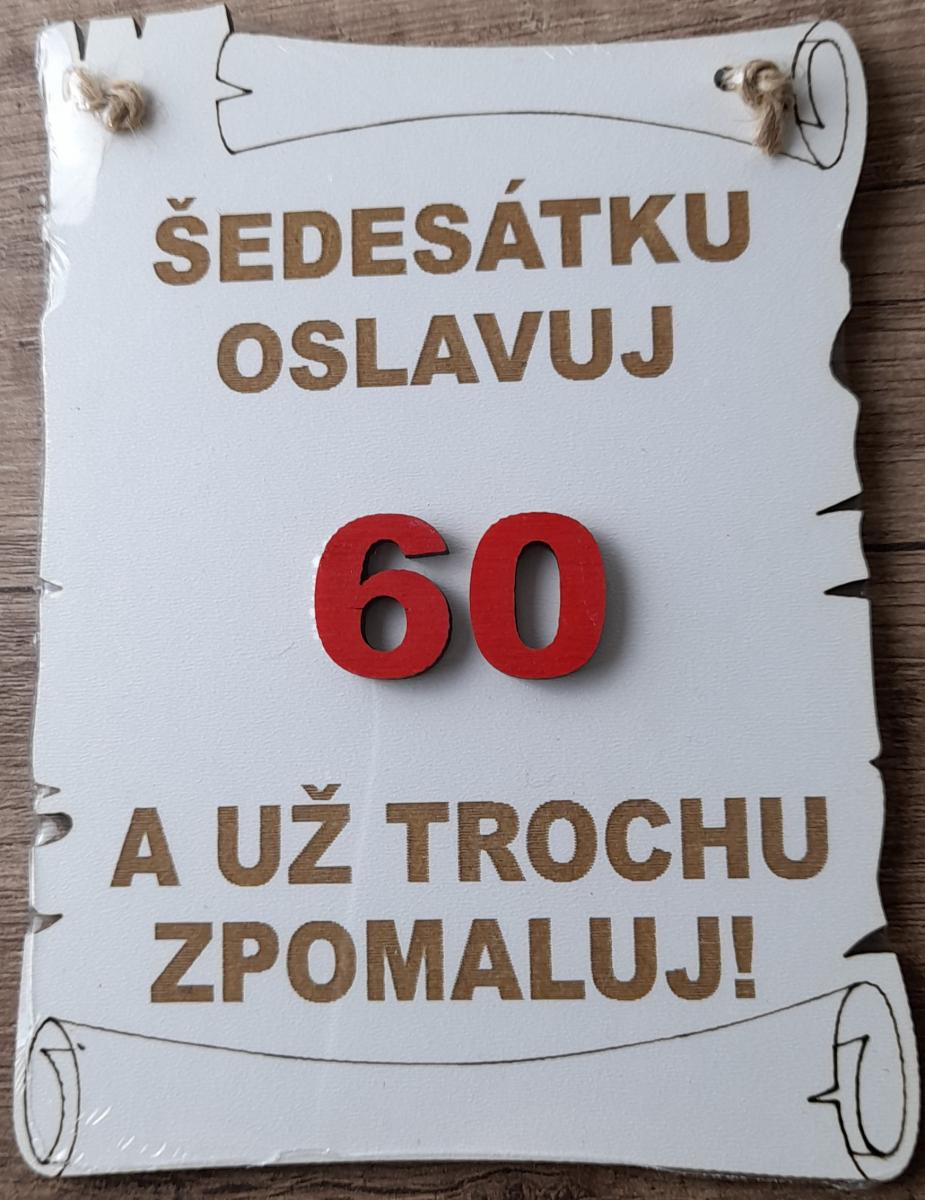 ŠEDESÁTKU
OSLAVUJ
60
A UŽ TROCHU
ZPOMALUJ!